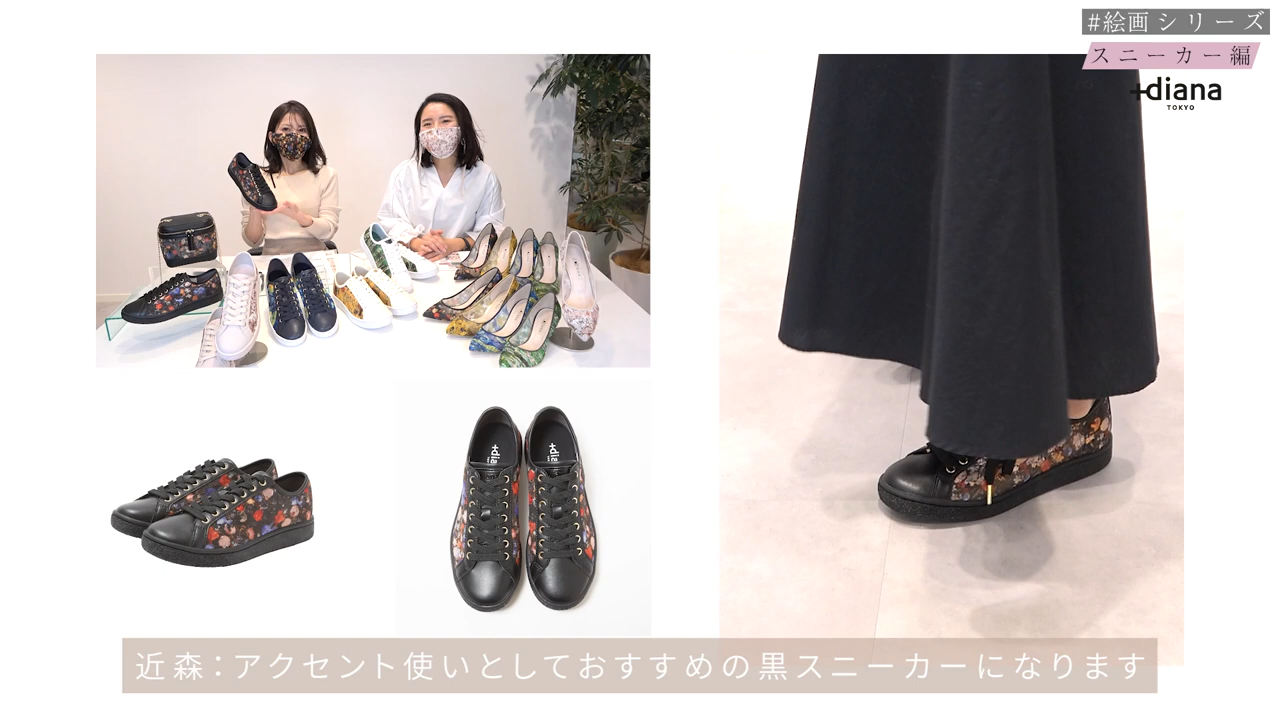 #絵画シリーズ
スニーカー編
+diana
TOKYO
+dia
近森：アクセント使いとしておすすめの黒スニーカーになります